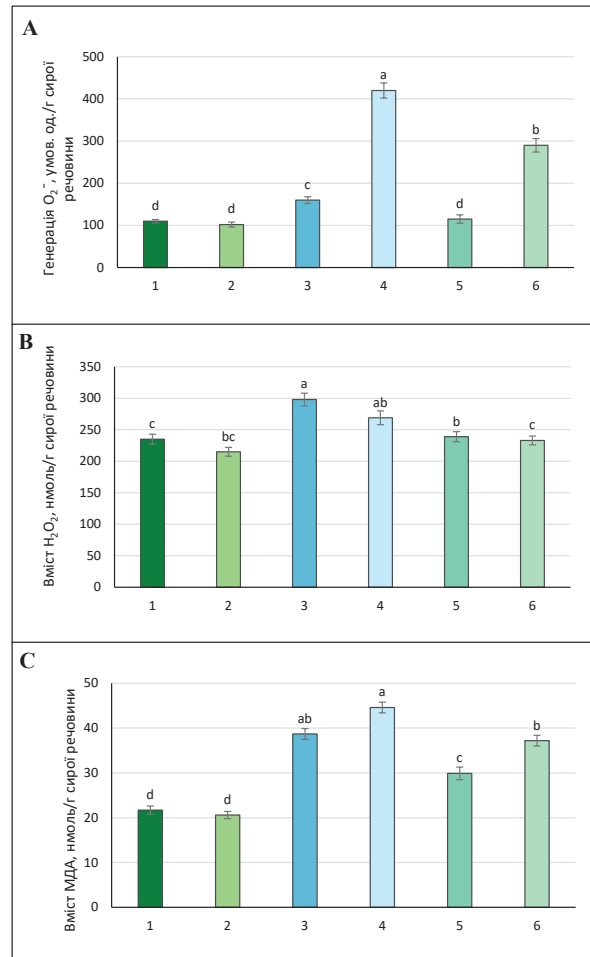 A
Генерація O₂⁻, умов. од./г сирої
речовини
500
400
300
200
100
0
d
d
c
a
d
b
1 2 3 4 5 6
B
Вміст H₂O₂, нмоль/г сирої речовини
350
300
250
200
150
100
50
0
c
bc
a
ab
b
c
1 2 3 4 5 6
C
Вміст МДА, нмоль/г сирої речовини
50
40
30
20
10
0
d
d
ab
a
c
b
1 2 3 4 5 6